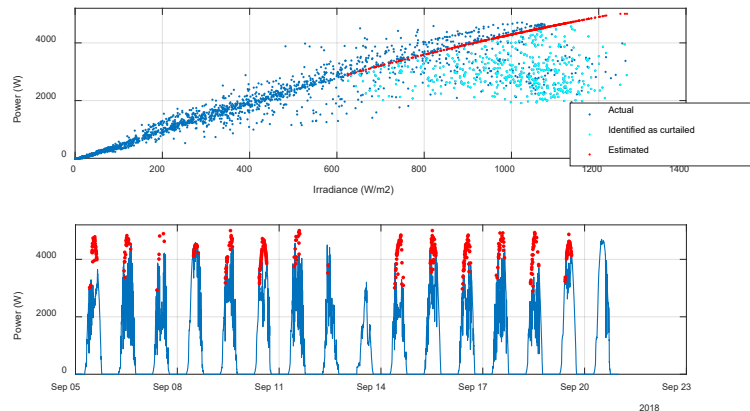 4000
2000
0
Power (W)
0
200
400
600
800
1000
1200
1400
Irradiance (W/m2)
Actual
Identified as curtailed
Estimated
4000
2000
0
Power (W)
Sep 05
Sep 08
Sep 11
Sep 14
Sep 17
Sep 20
Sep 23
2018